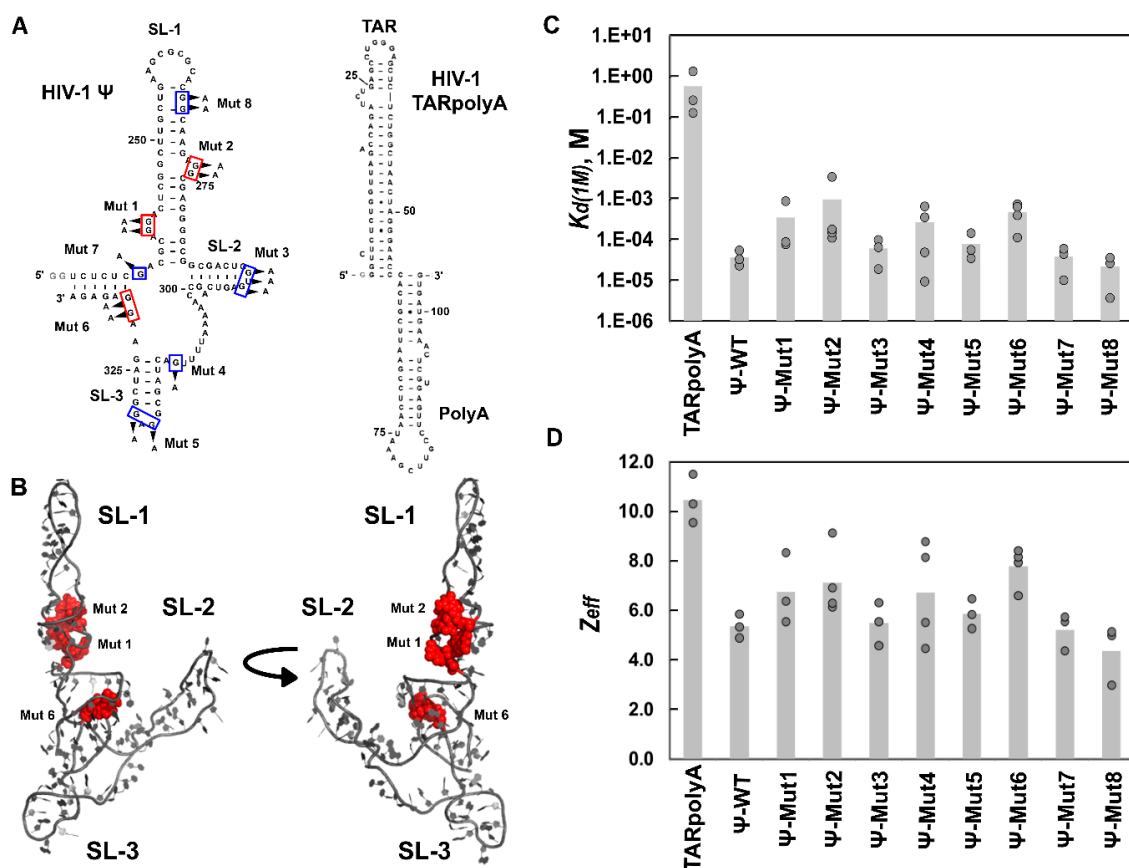 A
SL-1
HIV-1 Ψ
Mut 8
250
Mut 2
275
Mut 1
Mut 7
SL-2
Mut 3
5'
GGUCUCUC
3'
AGAGA
300
Mut 6
Mut 4
325
SL-3
Mut 5
TAR
25
HIV-1
TARpolyA
50
5'
3'
100
PolyA
75
B
SL-1
Mut 2
Mut 1
SL-2
Mut 6
SL-3
SL-1
Mut 2
SL-2
Mut 1
Mut 6
SL-3
C
Kd(1M), M
1.E+01
1.E+00
1.E-01
1.E-02
1.E-03
1.E-04
1.E-05
1.E-06
TARpolyA
Ψ-WT
Ψ-Mut1
Ψ-Mut2
Ψ-Mut3
Ψ-Mut4
Ψ-Mut5
Ψ-Mut6
Ψ-Mut7
Ψ-Mut8
D
Zeff
12.0
10.0
8.0
6.0
4.0
2.0
0.0
TARpolyA
Ψ-WT
Ψ-Mut1
Ψ-Mut2
Ψ-Mut3
Ψ-Mut4
Ψ-Mut5
Ψ-Mut6
Ψ-Mut7
Ψ-Mut8